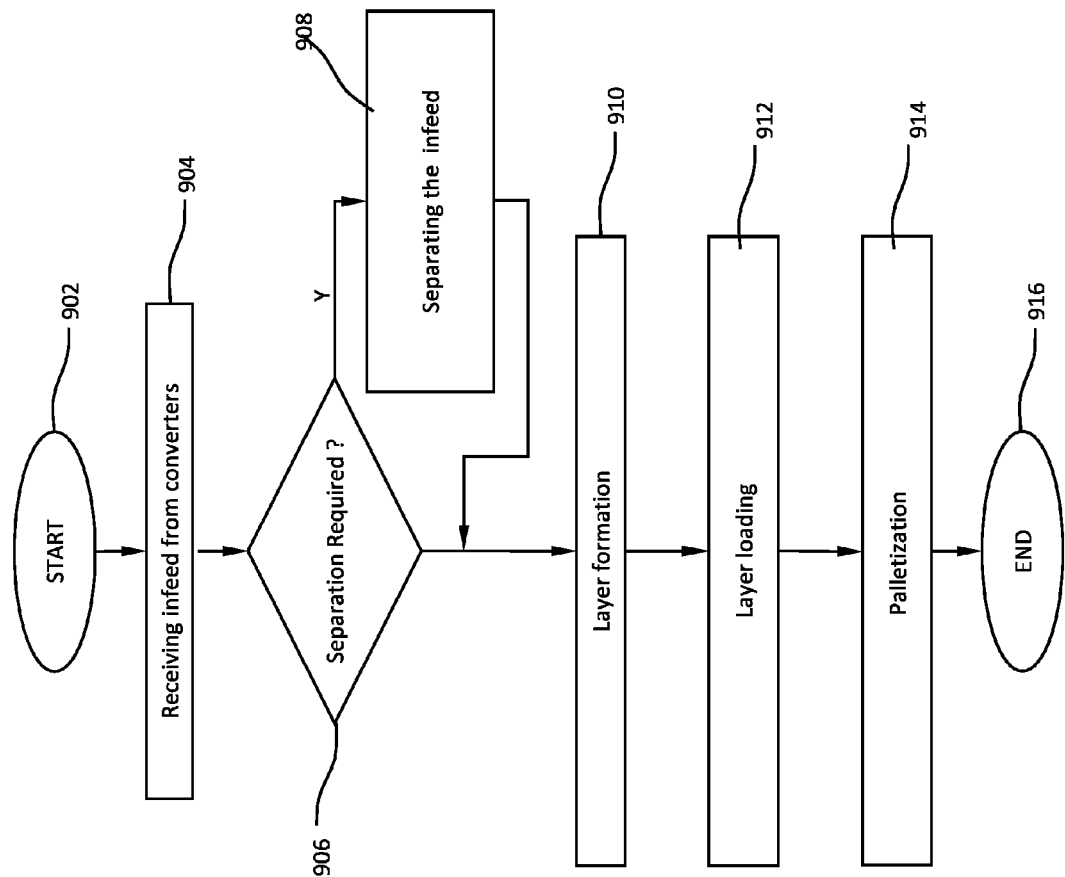 START
902
Receiving infeed from converters
904
Separation Required ?
906
Y
Separating the infeed
908
Layer formation
910
Layer loading
912
Palletization
914
END
916